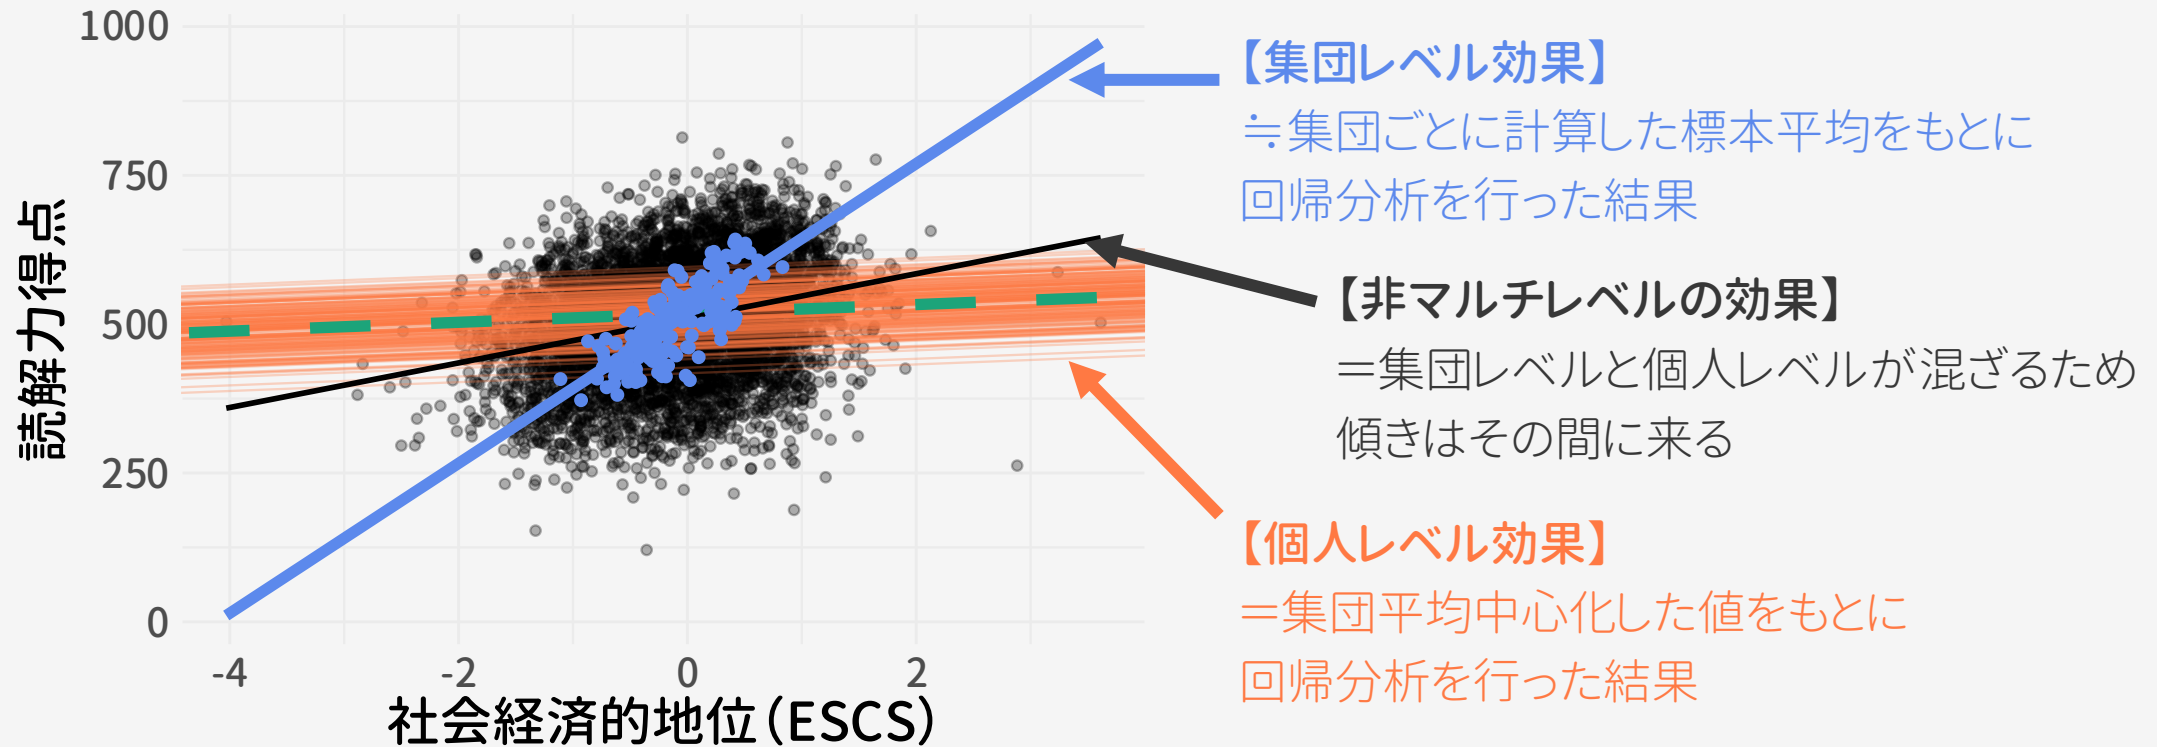 1000
750
500
250
0
-4
-2
0
2
読解力得点
社会経済的地位（ESCS）
【集団レベル効果】
≒集団ごとに計算した標本平均をもとに
回帰分析を行った結果
【非マルチレベルの効果】
＝集団レベルと個人レベルが混ざるため
傾きはその間に来る
【個人レベル効果】
＝集団平均中心化した値をもとに
回帰分析を行った結果